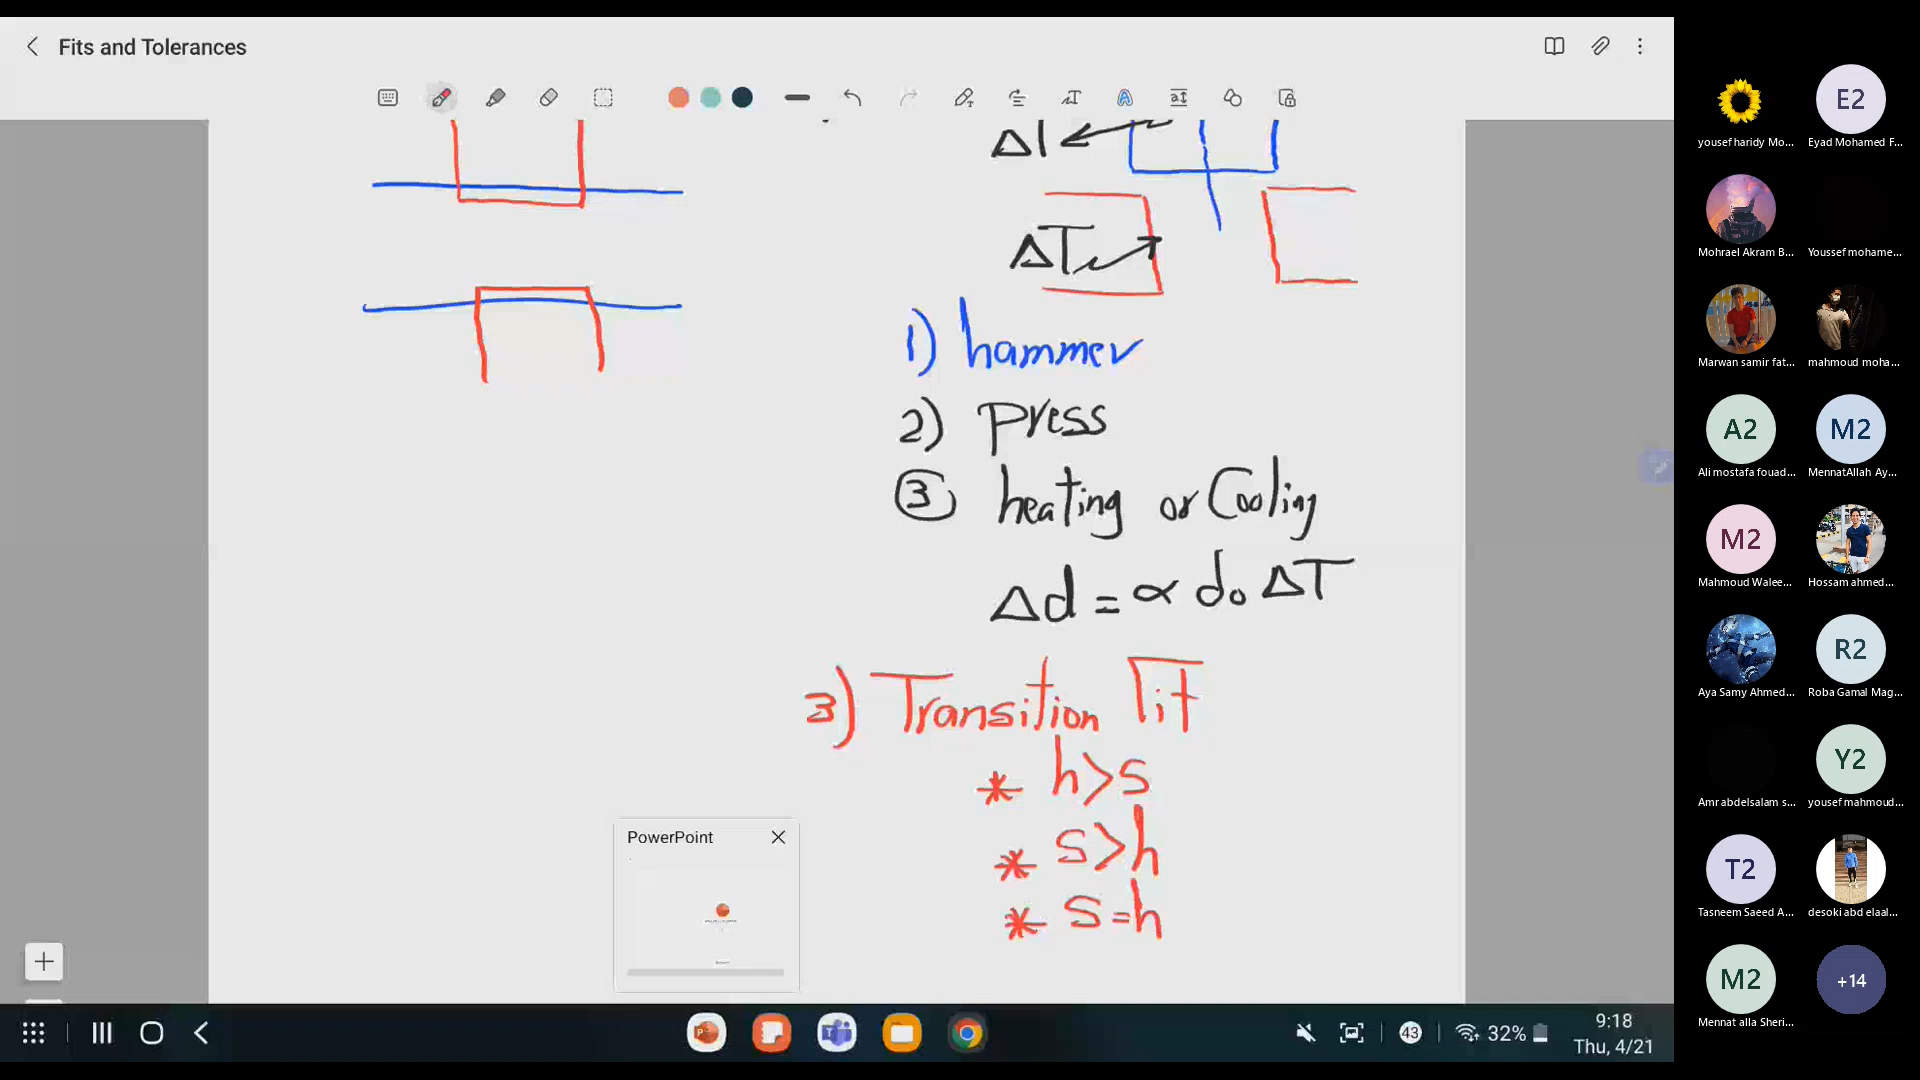 Fits and Tolerances
Δl
ΔT
1) hammer
2) press
③ heating or Cooling
Δd = ∝ do ΔT
3) Transition Fit
* h>s
* s>h
* s=h
PowerPoint
43
32%
9:18
Thu, 4/21
yousef haridy Mo...
E2
Eyad Mohamed F...
Mohrael Akram B...
Youssef mohame...
Marwan samir fat...
mahmoud moha...
A2
Ali mostafa fouad...
M2
MennatAllah Ay...
M2
Mahmoud Walee...
Hossam ahmed...
Aya Samy Ahmed...
R2
Roba Gamal Mag...
Amr abdelsalam s...
Y2
yousef mahmoud...
T2
Tasneem Saeed A...
desoki abd elaal...
M2
Mennat alla Sheri...
+14